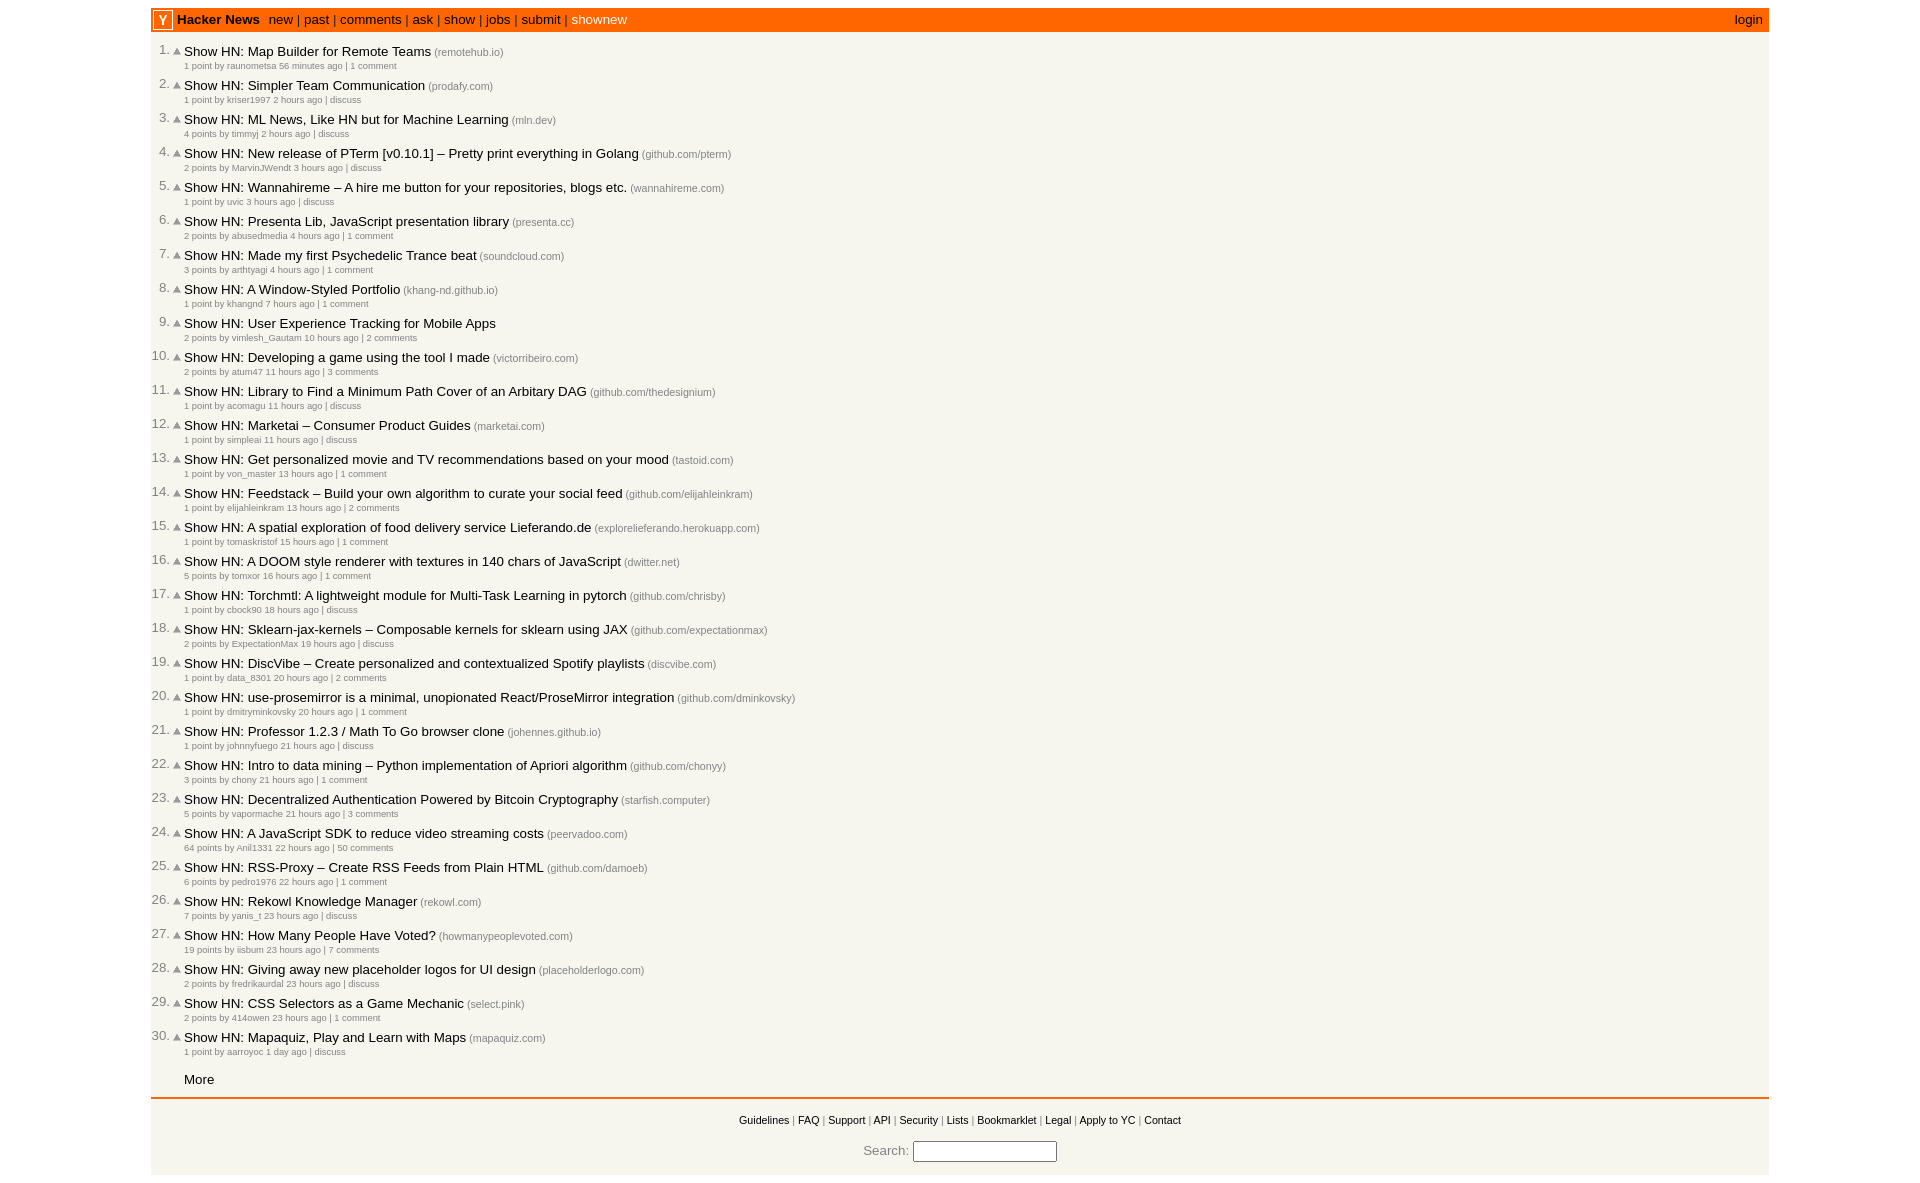 Y Hacker News new | past | comments | ask | show | jobs | submit | shownew login
1. Show HN: Map Builder for Remote Teams (remotehub.io)
1 point by raunometsa 56 minutes ago | 1 comment
2. Show HN: Simpler Team Communication (prodafy.com)
1 point by kriser1997 2 hours ago | discuss
3. Show HN: ML News, Like HN but for Machine Learning (mln.dev)
4 points by timmyj 2 hours ago | discuss
4. Show HN: New release of PTerm [v0.10.1] – Pretty print everything in Golang (github.com/pterm)
2 points by MarvinJWendt 3 hours ago | discuss
5. Show HN: Wannahireme – A hire me button for your repositories, blogs etc. (wannahireme.com)
1 point by uvic 3 hours ago | discuss
6. Show HN: Presenta Lib, JavaScript presentation library (presenta.cc)
2 points by abusedmedia 4 hours ago | 1 comment
7. Show HN: Made my first Psychedelic Trance beat (soundcloud.com)
3 points by arthtyagi 4 hours ago | 1 comment
8. Show HN: A Window-Styled Portfolio (khang-nd.github.io)
1 point by khangnd 7 hours ago | 1 comment
9. Show HN: User Experience Tracking for Mobile Apps
2 points by vimlesh_Gautam 10 hours ago | 2 comments
10. Show HN: Developing a game using the tool I made (victorribeiro.com)
2 points by atum47 11 hours ago | 3 comments
11. Show HN: Library to Find a Minimum Path Cover of an Arbitary DAG (github.com/thedesignium)
1 point by acomagu 11 hours ago | discuss
12. Show HN: Marketai – Consumer Product Guides (marketai.com)
1 point by simpleai 11 hours ago | discuss
13. Show HN: Get personalized movie and TV recommendations based on your mood (tastoid.com)
1 point by von_master 13 hours ago | 1 comment
14. Show HN: Feedstack – Build your own algorithm to curate your social feed (github.com/elijahleinkram)
1 point by elijahleinkram 13 hours ago | 2 comments
15. Show HN: A spatial exploration of food delivery service Lieferando.de (explorelieferando.herokuapp.com)
1 point by tomaskristof 15 hours ago | 1 comment
16. Show HN: A DOOM style renderer with textures in 140 chars of JavaScript (dwitter.net)
5 points by tomxor 16 hours ago | 1 comment
17. Show HN: Torchmtl: A lightweight module for Multi-Task Learning in pytorch (github.com/chrisby)
1 point by cbock90 18 hours ago | discuss
18. Show HN: Sklearn-jax-kernels – Composable kernels for sklearn using JAX (github.com/expectationmax)
2 points by ExpectationMax 19 hours ago | discuss
19. Show HN: DiscVibe – Create personalized and contextualized Spotify playlists (discvibe.com)
1 point by data_8301 20 hours ago | 2 comments
20. Show HN: use-prosemirror is a minimal, unopionated React/ProseMirror integration (github.com/dminkovsky)
1 point by dmitryminkovsky 20 hours ago | 1 comment
21. Show HN: Professor 1.2.3 / Math To Go browser clone (johennes.github.io)
1 point by johnnyfuego 21 hours ago | discuss
22. Show HN: Intro to data mining – Python implementation of Apriori algorithm (github.com/chonyy)
3 points by chony 21 hours ago | 1 comment
23. Show HN: Decentralized Authentication Powered by Bitcoin Cryptography (starfish.computer)
5 points by vapormache 21 hours ago | 3 comments
24. Show HN: A JavaScript SDK to reduce video streaming costs (peervadoo.com)
64 points by Anil1331 22 hours ago | 50 comments
25. Show HN: RSS-Proxy – Create RSS Feeds from Plain HTML (github.com/damoeb)
6 points by pedro1976 22 hours ago | 1 comment
26. Show HN: Rekowl Knowledge Manager (rekowl.com)
7 points by yanis_t 23 hours ago | discuss
27. Show HN: How Many People Have Voted? (howmanypeoplevoted.com)
19 points by iisbum 23 hours ago | 7 comments
28. Show HN: Giving away new placeholder logos for UI design (placeholderlogo.com)
2 points by fredrikaurdal 23 hours ago | discuss
29. Show HN: CSS Selectors as a Game Mechanic (select.pink)
2 points by 414owen 23 hours ago | 1 comment
30. Show HN: Mapaquiz, Play and Learn with Maps (mapaquiz.com)
1 point by aarroyoc 1 day ago | discuss
More
Guidelines | FAQ | Support | API | Security | Lists | Bookmarklet | Legal | Apply to YC | Contact
Search: